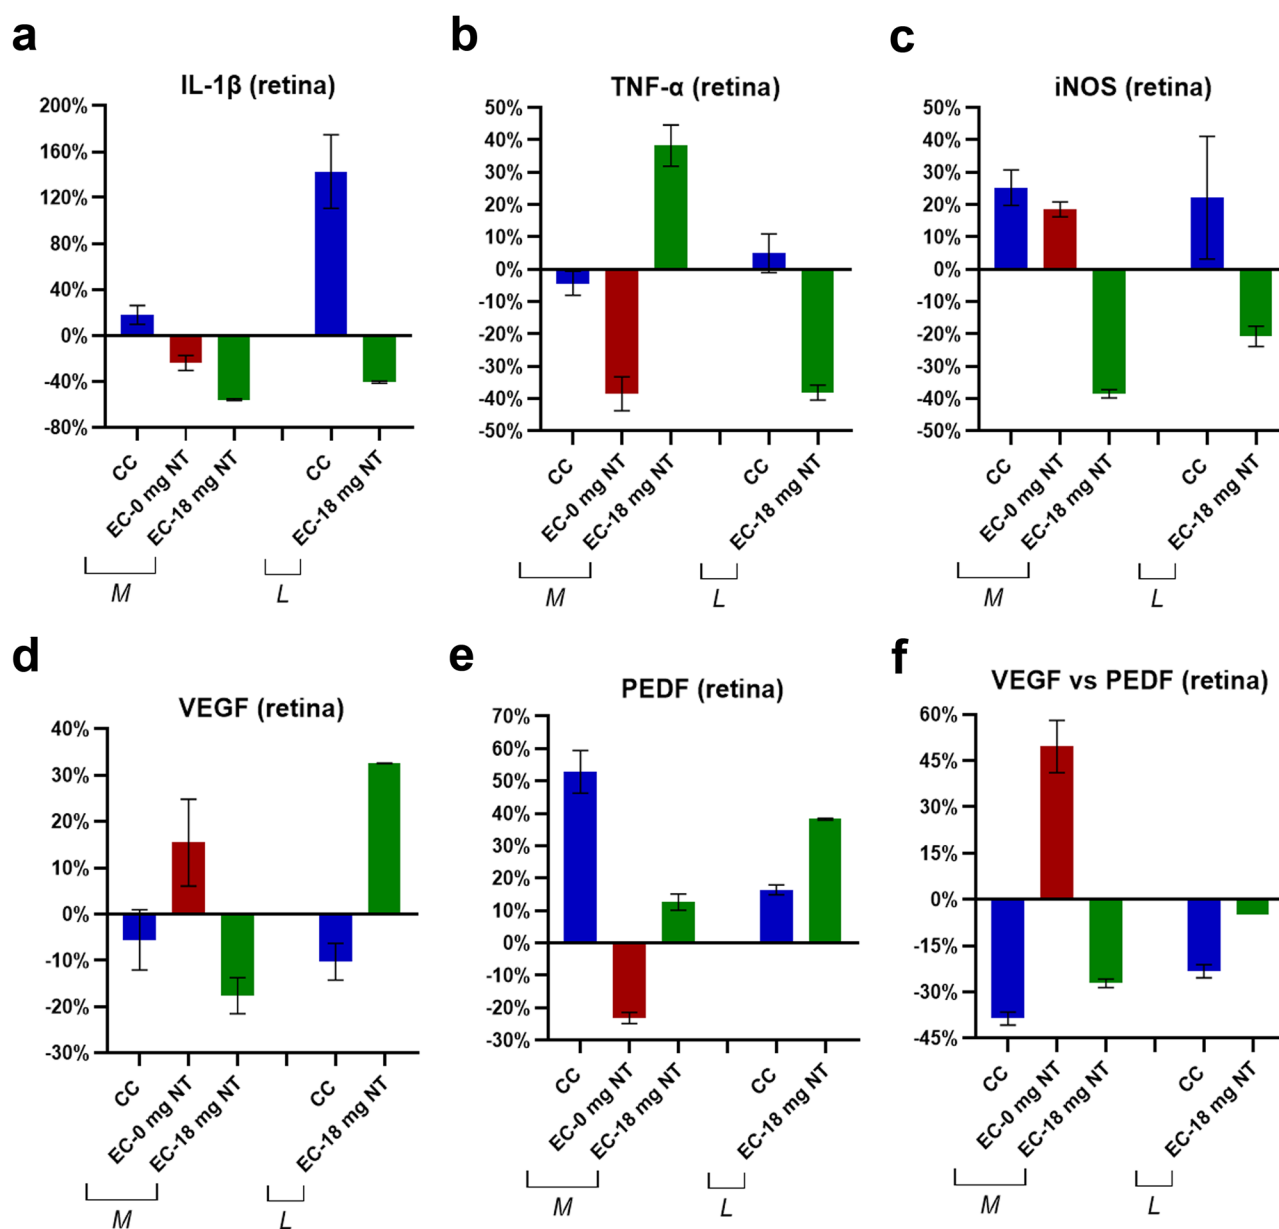 a
IL-1β (retina)
200%
160%
120%
80%
40%
0%
-40%
-80%
CC
EC-0 mg NT
EC-18 mg NT
CC
EC-18 mg NT
M
L
b
TNF-α (retina)
50%
40%
30%
20%
10%
0%
-10%
-20%
-30%
-40%
-50%
CC
EC-0 mg NT
EC-18 mg NT
CC
EC-18 mg NT
M
L
c
iNOS (retina)
50%
40%
30%
20%
10%
0%
-10%
-20%
-30%
-40%
-50%
CC
EC-0 mg NT
EC-18 mg NT
CC
EC-18 mg NT
M
L
d
VEGF (retina)
40%
30%
20%
10%
0%
-10%
-20%
-30%
CC
EC-0 mg NT
EC-18 mg NT
CC
EC-18 mg NT
M
L
e
PEDF (retina)
70%
60%
50%
40%
30%
20%
10%
0%
-10%
-20%
-30%
CC
EC-0 mg NT
EC-18 mg NT
CC
EC-18 mg NT
M
L
f
VEGF vs PEDF (retina)
60%
45%
30%
15%
0%
-15%
-30%
-45%
CC
EC-0 mg NT
EC-18 mg NT
CC
EC-18 mg NT
M
L